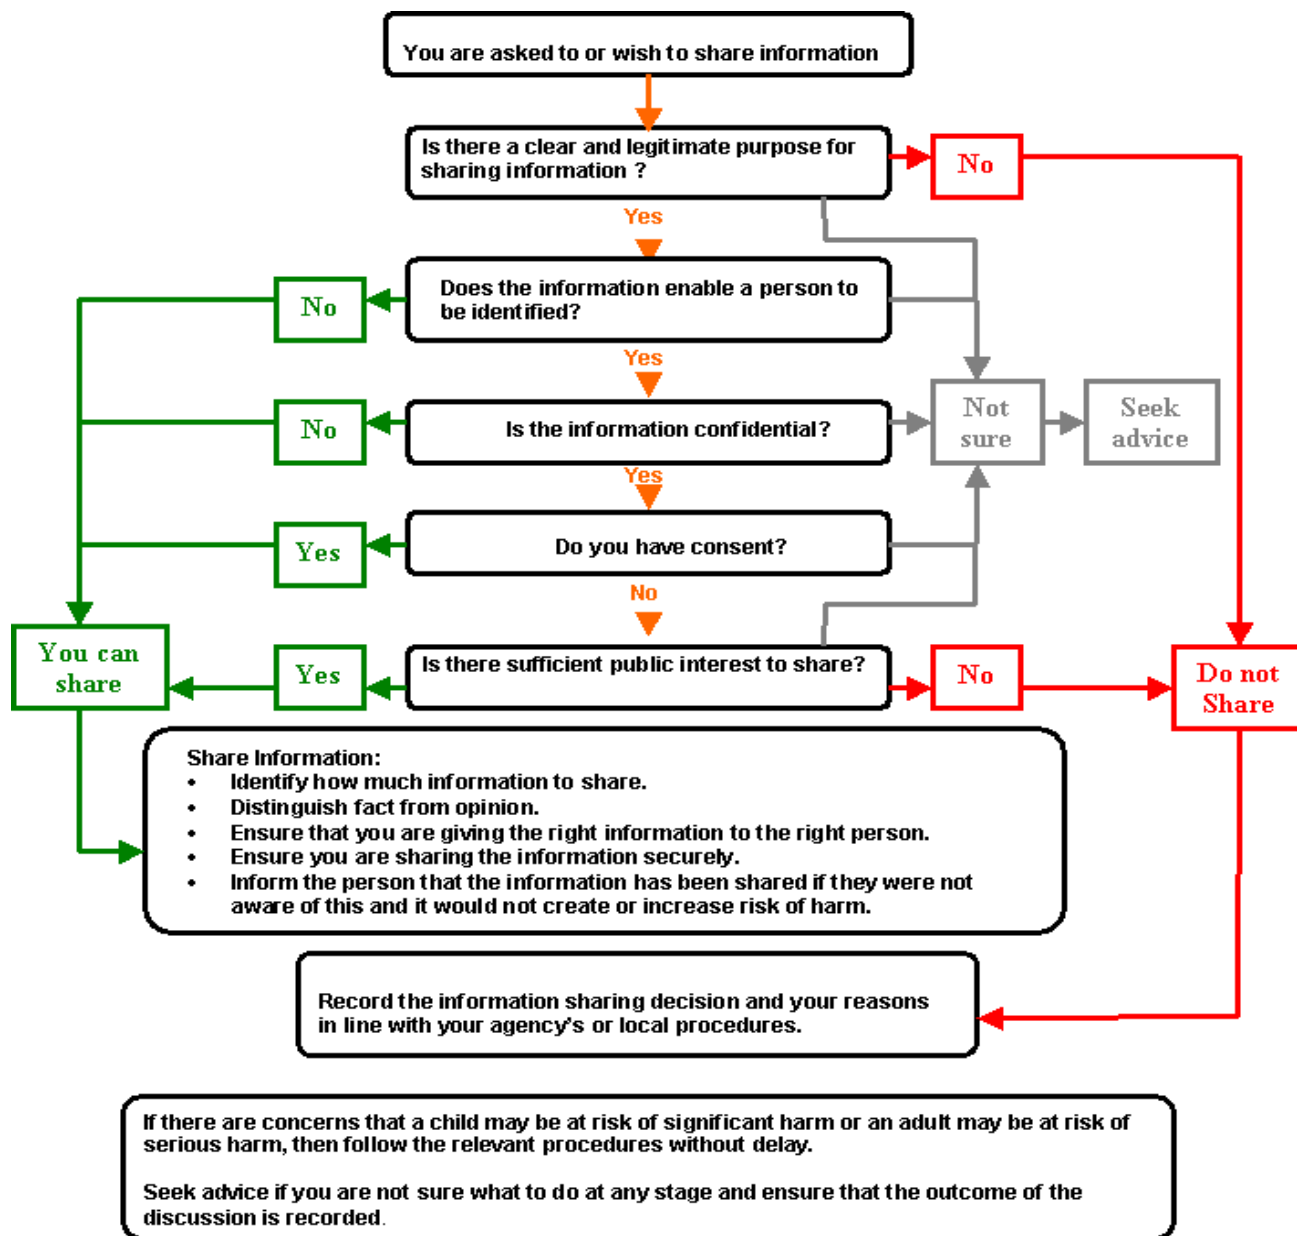 You are asked to or wish to share information
Is there a clear and legitimate purpose for
sharing information ?
No
Yes
Does the information enable a person to
be identified?
No
Yes
Is the information confidential?
No
Not
sure
Seek
advice
Yes
Do you have consent?
Yes
No
Is there sufficient public interest to share?
Yes
No
You can
share
Do not
Share
Share Information:
• Identify how much information to share.
• Distinguish fact from opinion.
• Ensure that you are giving the right information to the right person.
• Ensure you are sharing the information securely.
• Inform the person that the information has been shared if they were not
aware of this and it would not create or increase risk of harm.
Record the information sharing decision and your reasons
in line with your agency's or local procedures.
If there are concerns that a child may be at risk of significant harm or an adult may be at risk of
serious harm, then follow the relevant procedures without delay.
Seek advice if you are not sure what to do at any stage and ensure that the outcome of the
discussion is recorded.